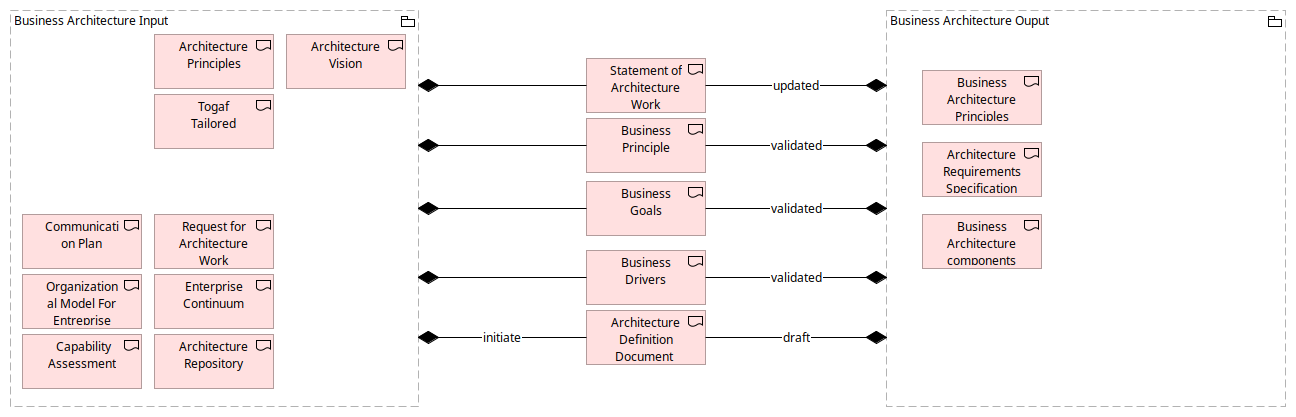 Business Architecture Input
Architecture
Principles
Architecture
Vision
Togaf
Tailored
Communicati
on Plan
Request for
Architecture
Work
Organization
al Model For
Entreprise
Enterprise
Continuum
Capability
Assessment
Architecture
Repository
Statement of
Architecture
Work
updated
Business
Principle
validated
Business
Goals
validated
Business
Drivers
validated
initiate
Architecture
Definition
Document
draft
Business Architecture Ouput
Business
Architecture
Principles
Architecture
Requirements
Specification
Business
Architecture
components